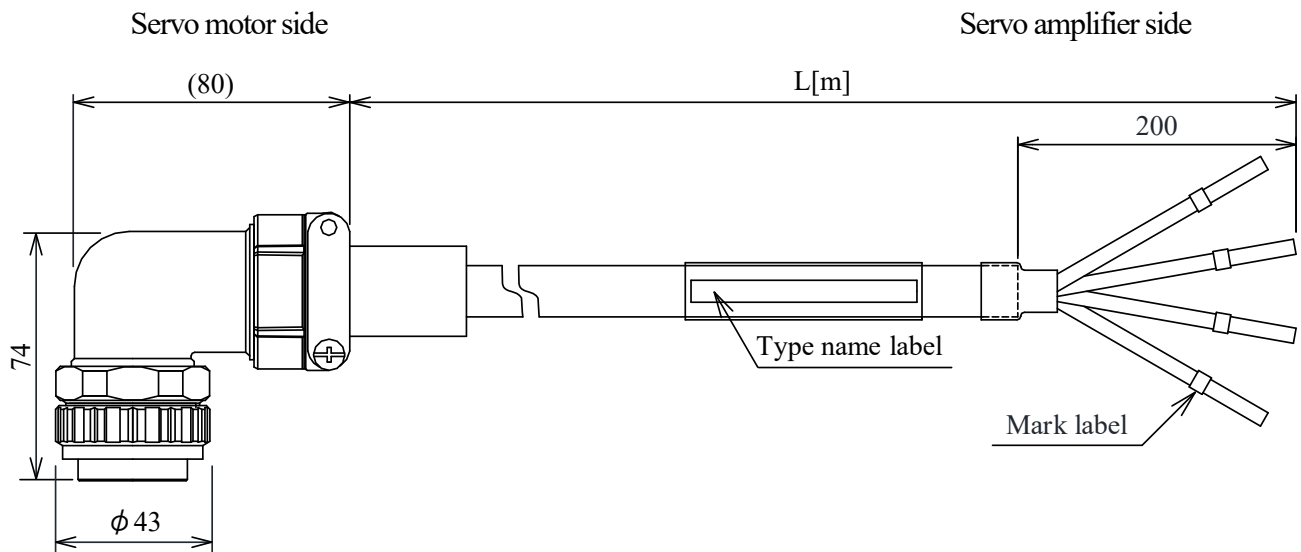 Servo motor side
Servo amplifier side
(80)
L[m]
200
74
Type name label
Mark label
ϕ43